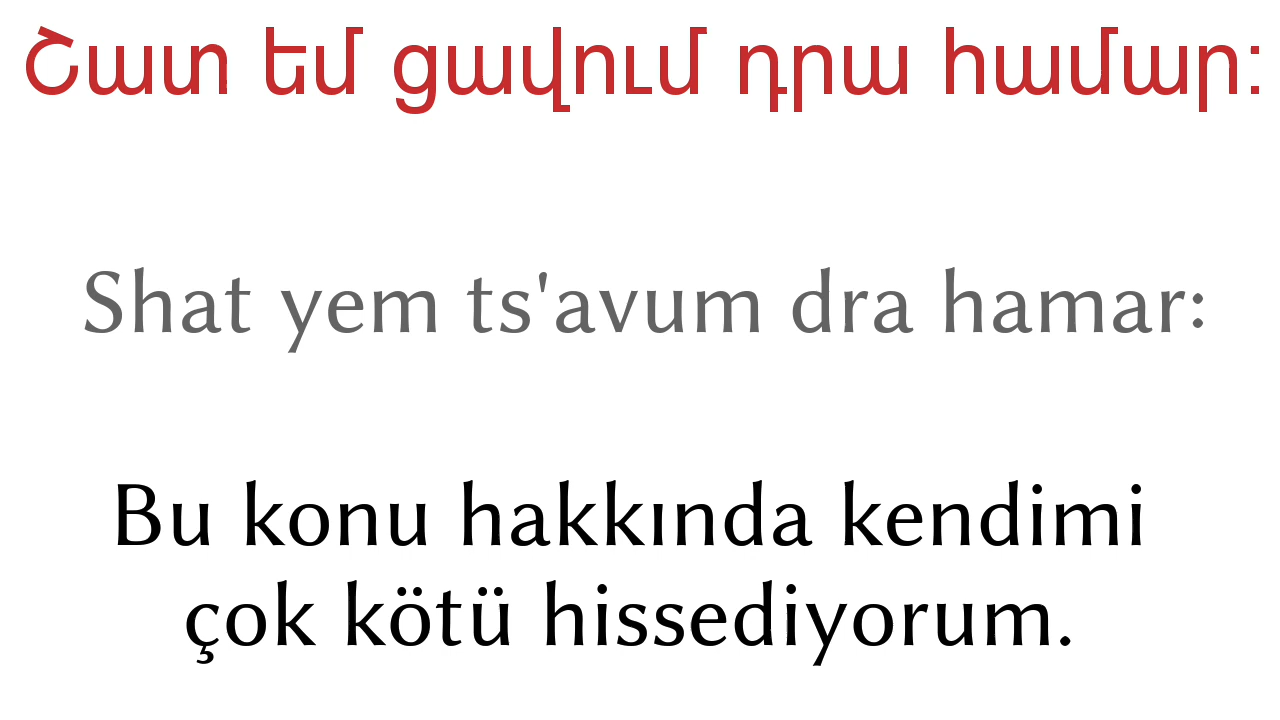 Շատ եմ ցավում դրա համար:
Shat yem ts'avum dra hamar:
Bu konu hakkında kendimi
çok kötü hissediyorum.